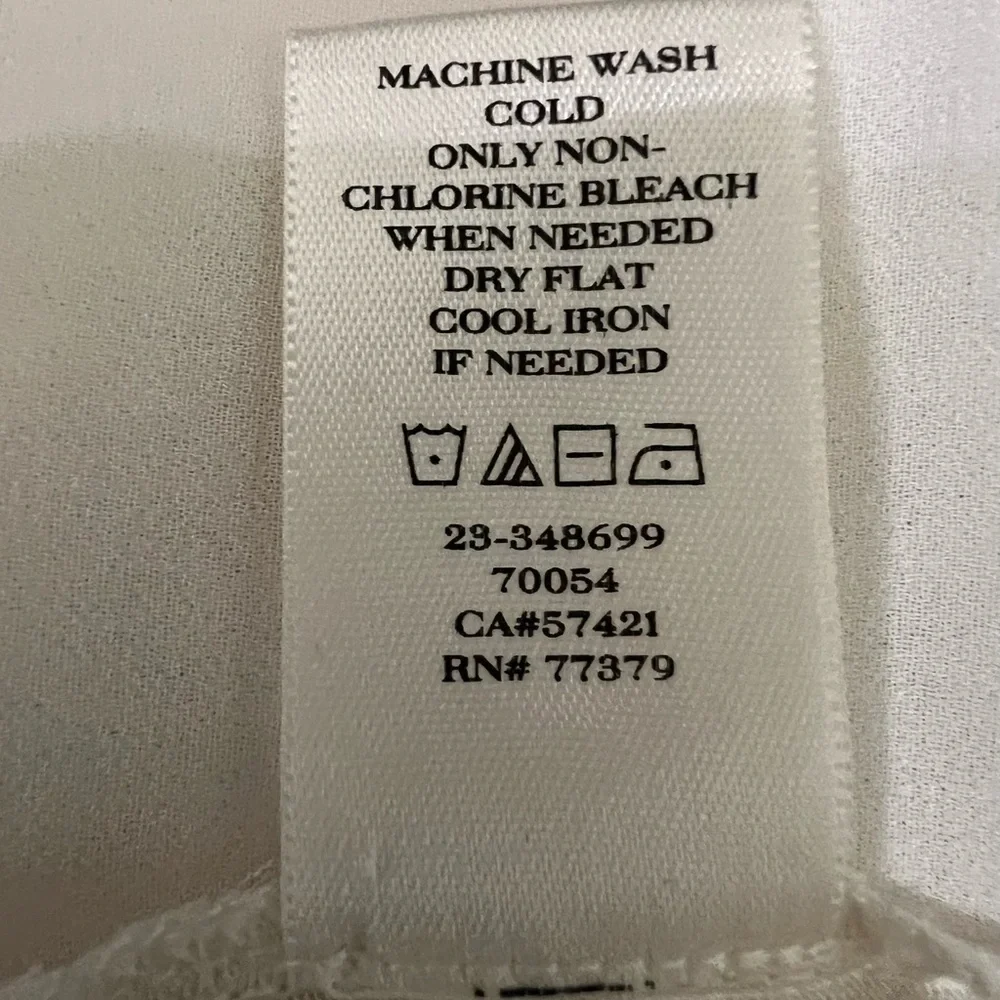 MACHINE WASH
COLD
ONLY NON-
CHLORINE BLEACH
WHEN NEEDED
DRY FLAT
COOL IRON
IF NEEDED
23-348699
70054
CA#57421
RN# 77379